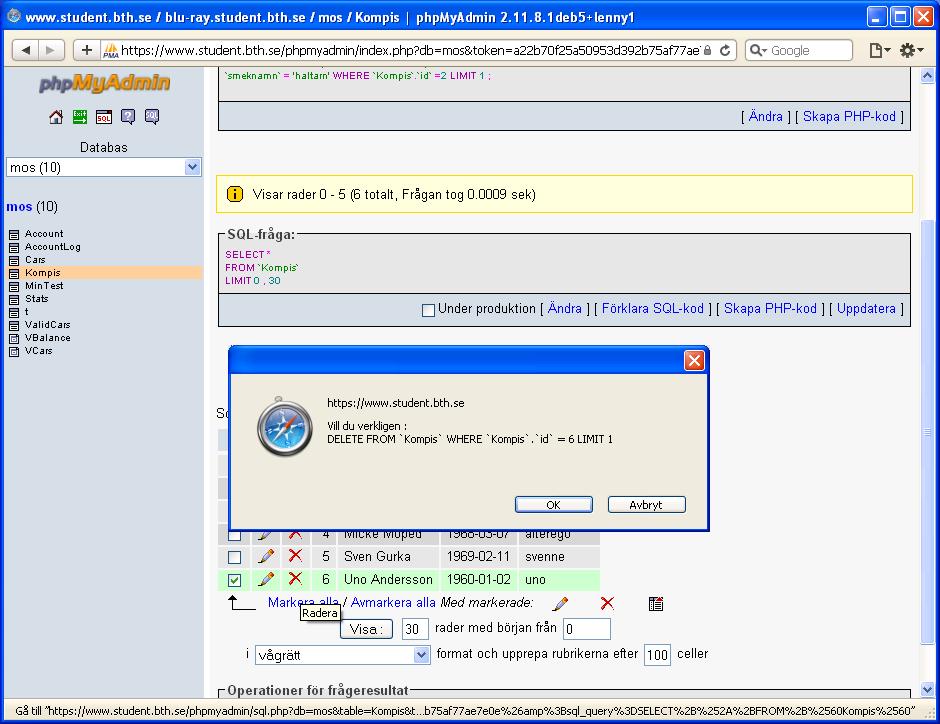 www.student.bth.se / blu-ray.student.bth.se / mos / Kompis | phpMyAdmin 2.11.8.1deb5+lenny1
https://www.student.bth.se/phpmyadmin/index.php?db=mos&token=a22b70f25a50953d392b75af77ae7
Google
phpMyAdmin
Databas
mos (10)
mos (10)
Account
AccountLog
Cars
Kompis
MinTest
Stats
t
ValidCars
VBalance
VCars
`smeknamn` = 'haltarn' WHERE `Kompis`.`id` =2 LIMIT 1 ;
[ Ändra ] [ Skapa PHP-kod ]
Visar rader 0 - 5 (6 totalt, Frågan tog 0.0009 sek)
SQL-fråga:
SELECT *
FROM `Kompis`
LIMIT 0 , 30
Under produktion [ Ändra ] [ Förklara SQL-kod ] [ Skapa PHP-kod ] [ Uppdatera ]
https://www.student.bth.se
Vill du verkligen :
DELETE FROM `Kompis` WHERE `Kompis`.`id` = 6 LIMIT 1
OK
Avbryt
4 Micke Moped 1968-03-07 alterego
5 Sven Gurka 1969-02-11 svenne
6 Uno Andersson 1960-01-02 uno
Markera alla / Avmarkera alla Med markerade:
Radera
Visa : 30 rader med början från 0
i vågrätt format och upprepa rubrikerna efter 100 celler
Operationer för frågeresultat
Gå till "https://www.student.bth.se/phpmyadmin/sql.php?db=mos&table=Kompis&t...b75af77ae7e0e%26amp%3Bsql_query%3DSELECT%2B%252A%2BFROM%2B%2560Kompis%2560"